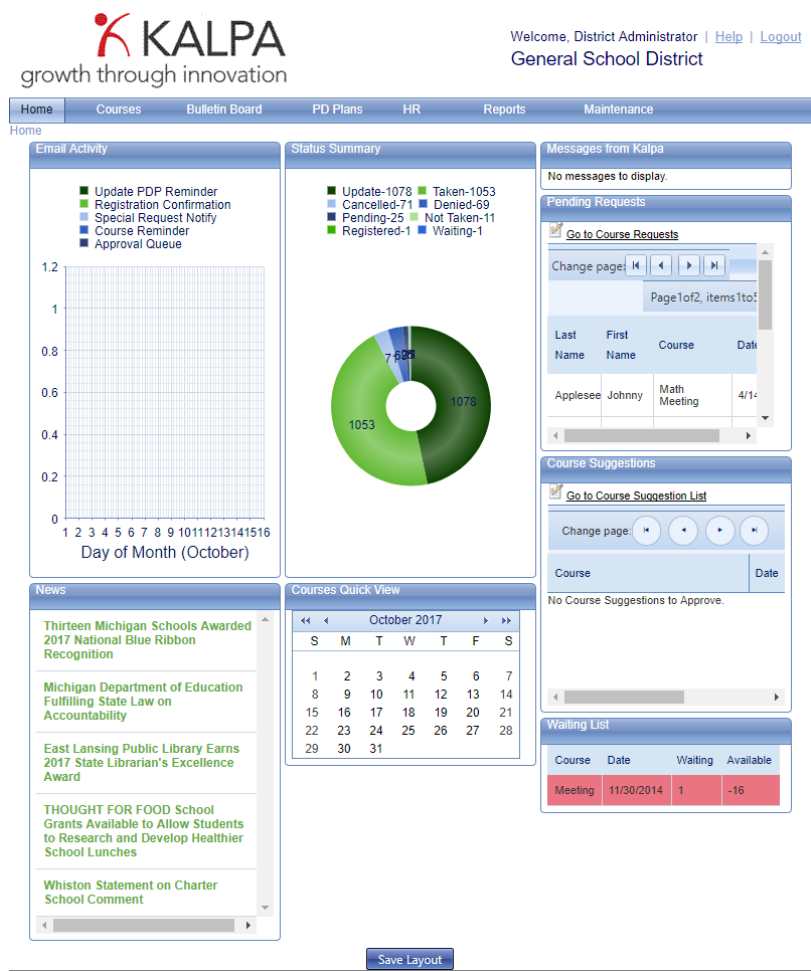 KALPA
growth through innovation
Welcome, District Administrator | Help | Logout
General School District
Home Courses Bulletin Board PD Plans HR Reports Maintenance
Home
Email Activity
Update PDP Reminder
Registration Confirmation
Special Request Notify
Course Reminder
Approval Queue
1.2
1
0.8
0.6
0.4
0.2
0
1 2 3 4 5 6 7 8 9 10111213141516
Day of Month (October)
Status Summary
Update-1078 Taken-1053
Cancelled-71 Denied-69
Pending-25 Not Taken-11
Registered-1 Waiting-1
71
1078
1053
Messages from Kalpa
No messages to display.
Pending Requests
Go to Course Requests
Change page:
Page1of2, items1to5
Last Name First Name Course Date
Applesee Johnny Math Meeting 4/14
Course Suggestions
Go to Course Suggestion List
Change page:
Course Date
No Course Suggestions to Approve.
News
Thirteen Michigan Schools Awarded
2017 National Blue Ribbon
Recognition
Michigan Department of Education
Fulfilling State Law on
Accountability
East Lansing Public Library Earns
2017 State Librarian's Excellence
Award
THOUGHT FOR FOOD School
Grants Available to Allow Students
to Research and Develop Healthier
School Lunches
Whiston Statement on Charter
School Comment
Courses Quick View
October 2017
S M T W T F S
1 2 3 4 5 6 7
8 9 10 11 12 13 14
15 16 17 18 19 20 21
22 23 24 25 26 27 28
29 30 31
Waiting List
Course Date Waiting Available
Meeting 11/30/2014 1 -16
Save Layout